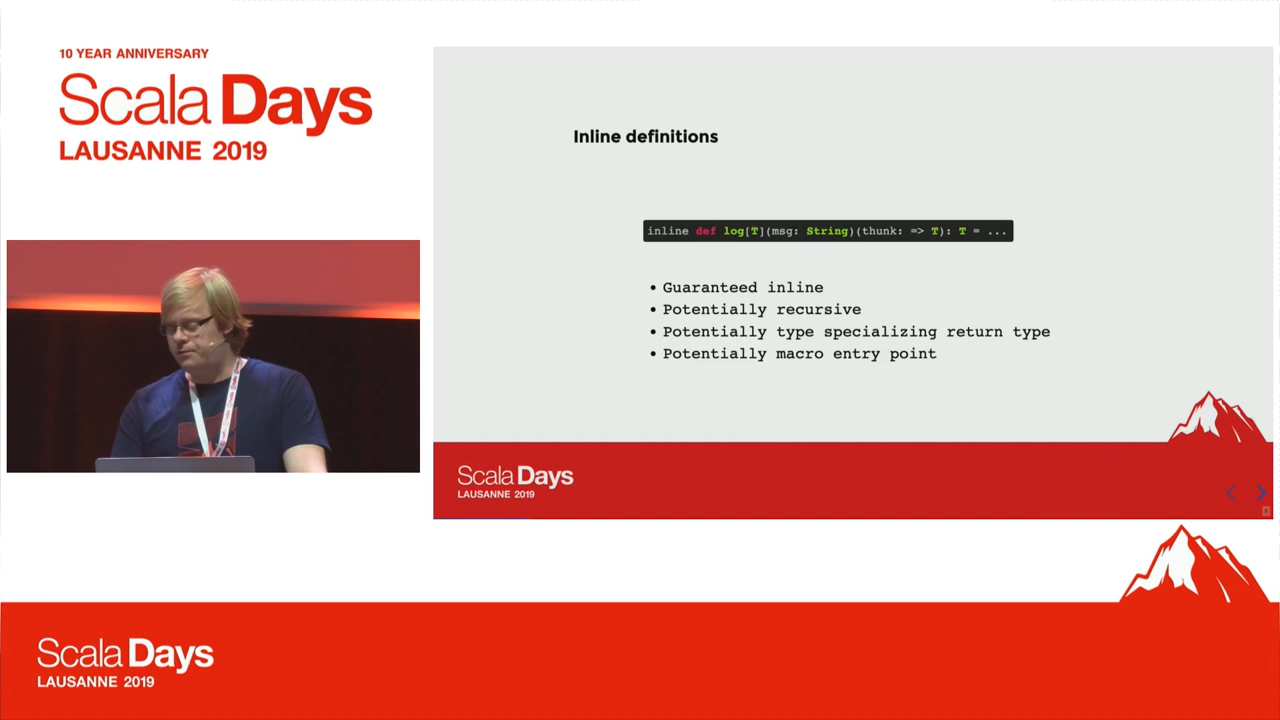 10 YEAR ANNIVERSARY
Scala Days
LAUSANNE 2019
Inline definitions
inline def log[T](msg: String)(thunk: => T): T = ...
• Guaranteed inline
• Potentially recursive
• Potentially type specializing return type
• Potentially macro entry point
Scala Days
LAUSANNE 2019
Scala Days
LAUSANNE 2019